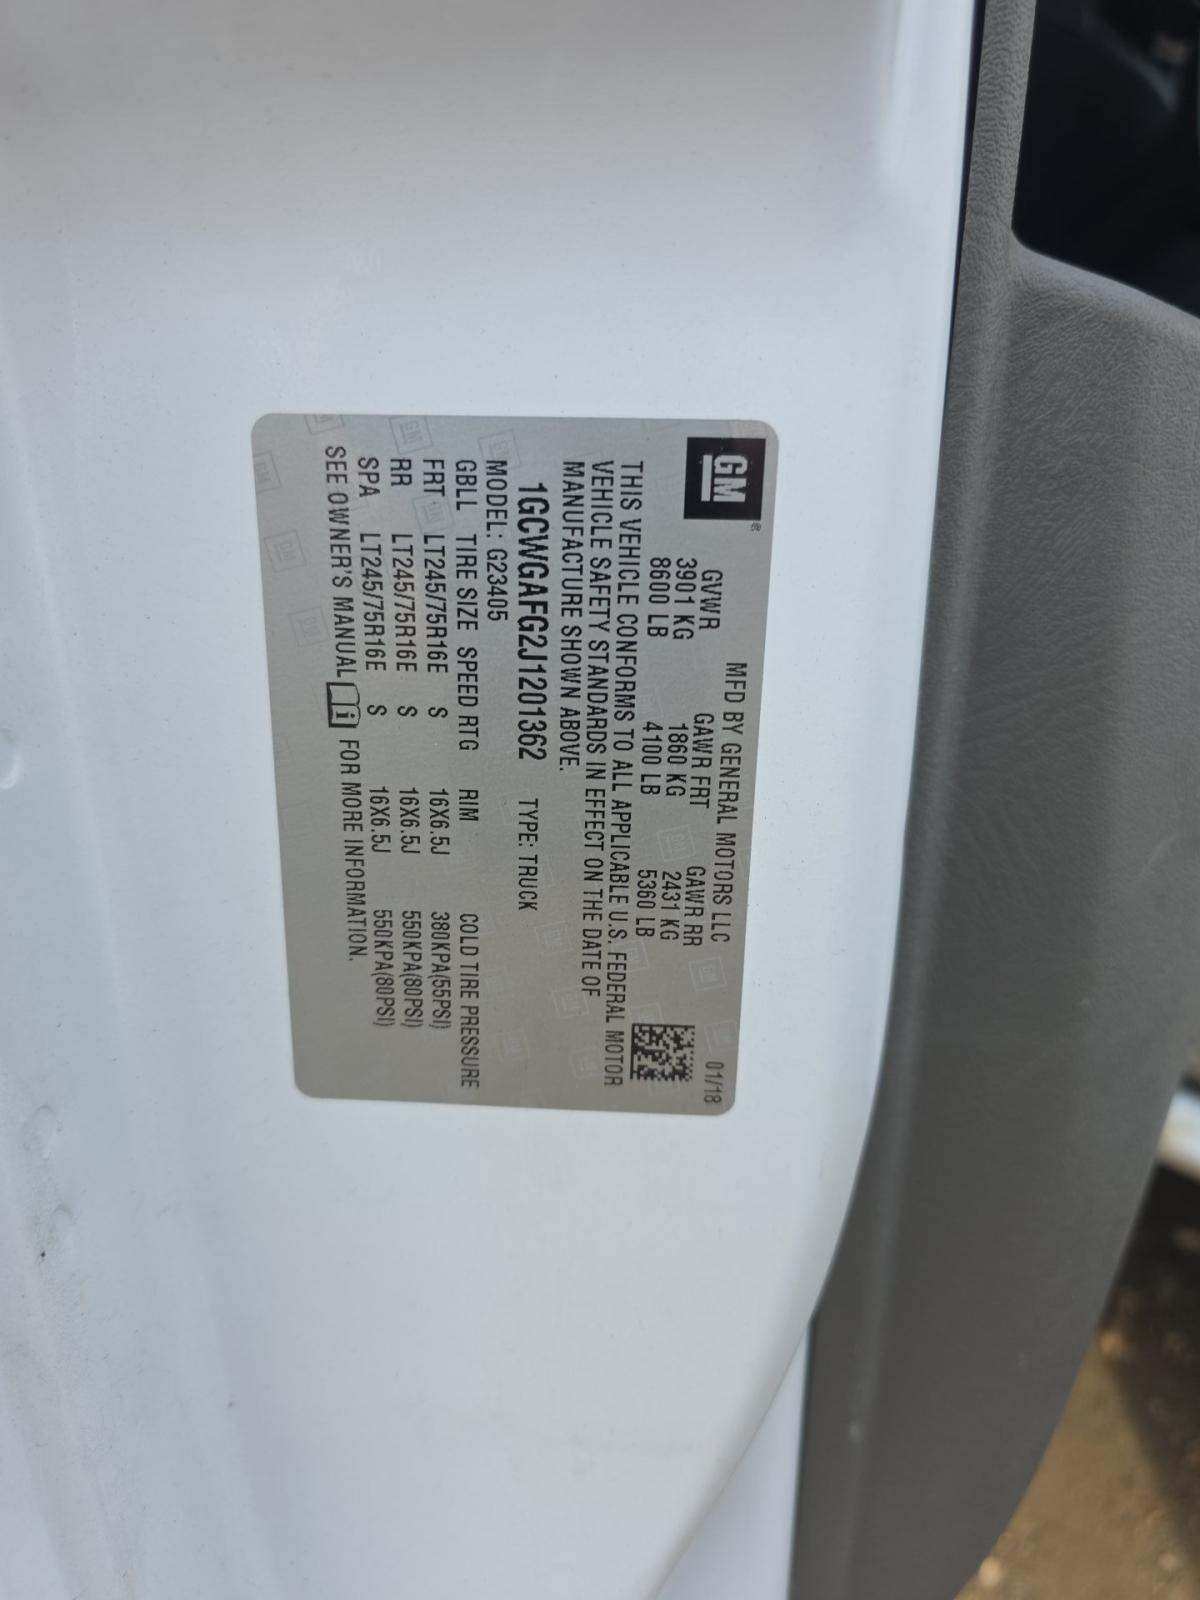 GM®
MFD BY GENERAL MOTORS LLC 01/18
GVWR GAWR FRT GAWR RR
3901 KG 1860 KG 2431 KG
8600 LB 4100 LB 5360 LB
THIS VEHICLE CONFORMS TO ALL APPLICABLE U.S. FEDERAL MOTOR
VEHICLE SAFETY STANDARDS IN EFFECT ON THE DATE OF
MANUFACTURE SHOWN ABOVE.
1GCWGAFG2J1201362 TYPE: TRUCK
MODEL: G23405
GBLL TIRE SIZE SPEED RTG RIM COLD TIRE PRESSURE
FRT LT245/75R16E S 16X6.5J 380KPA(55PSI)
RR LT245/75R16E S 16X6.5J 550KPA(80PSI)
SPA LT245/75R16E S 16X6.5J 550KPA(80PSI)
SEE OWNER'S MANUAL i FOR MORE INFORMATION.